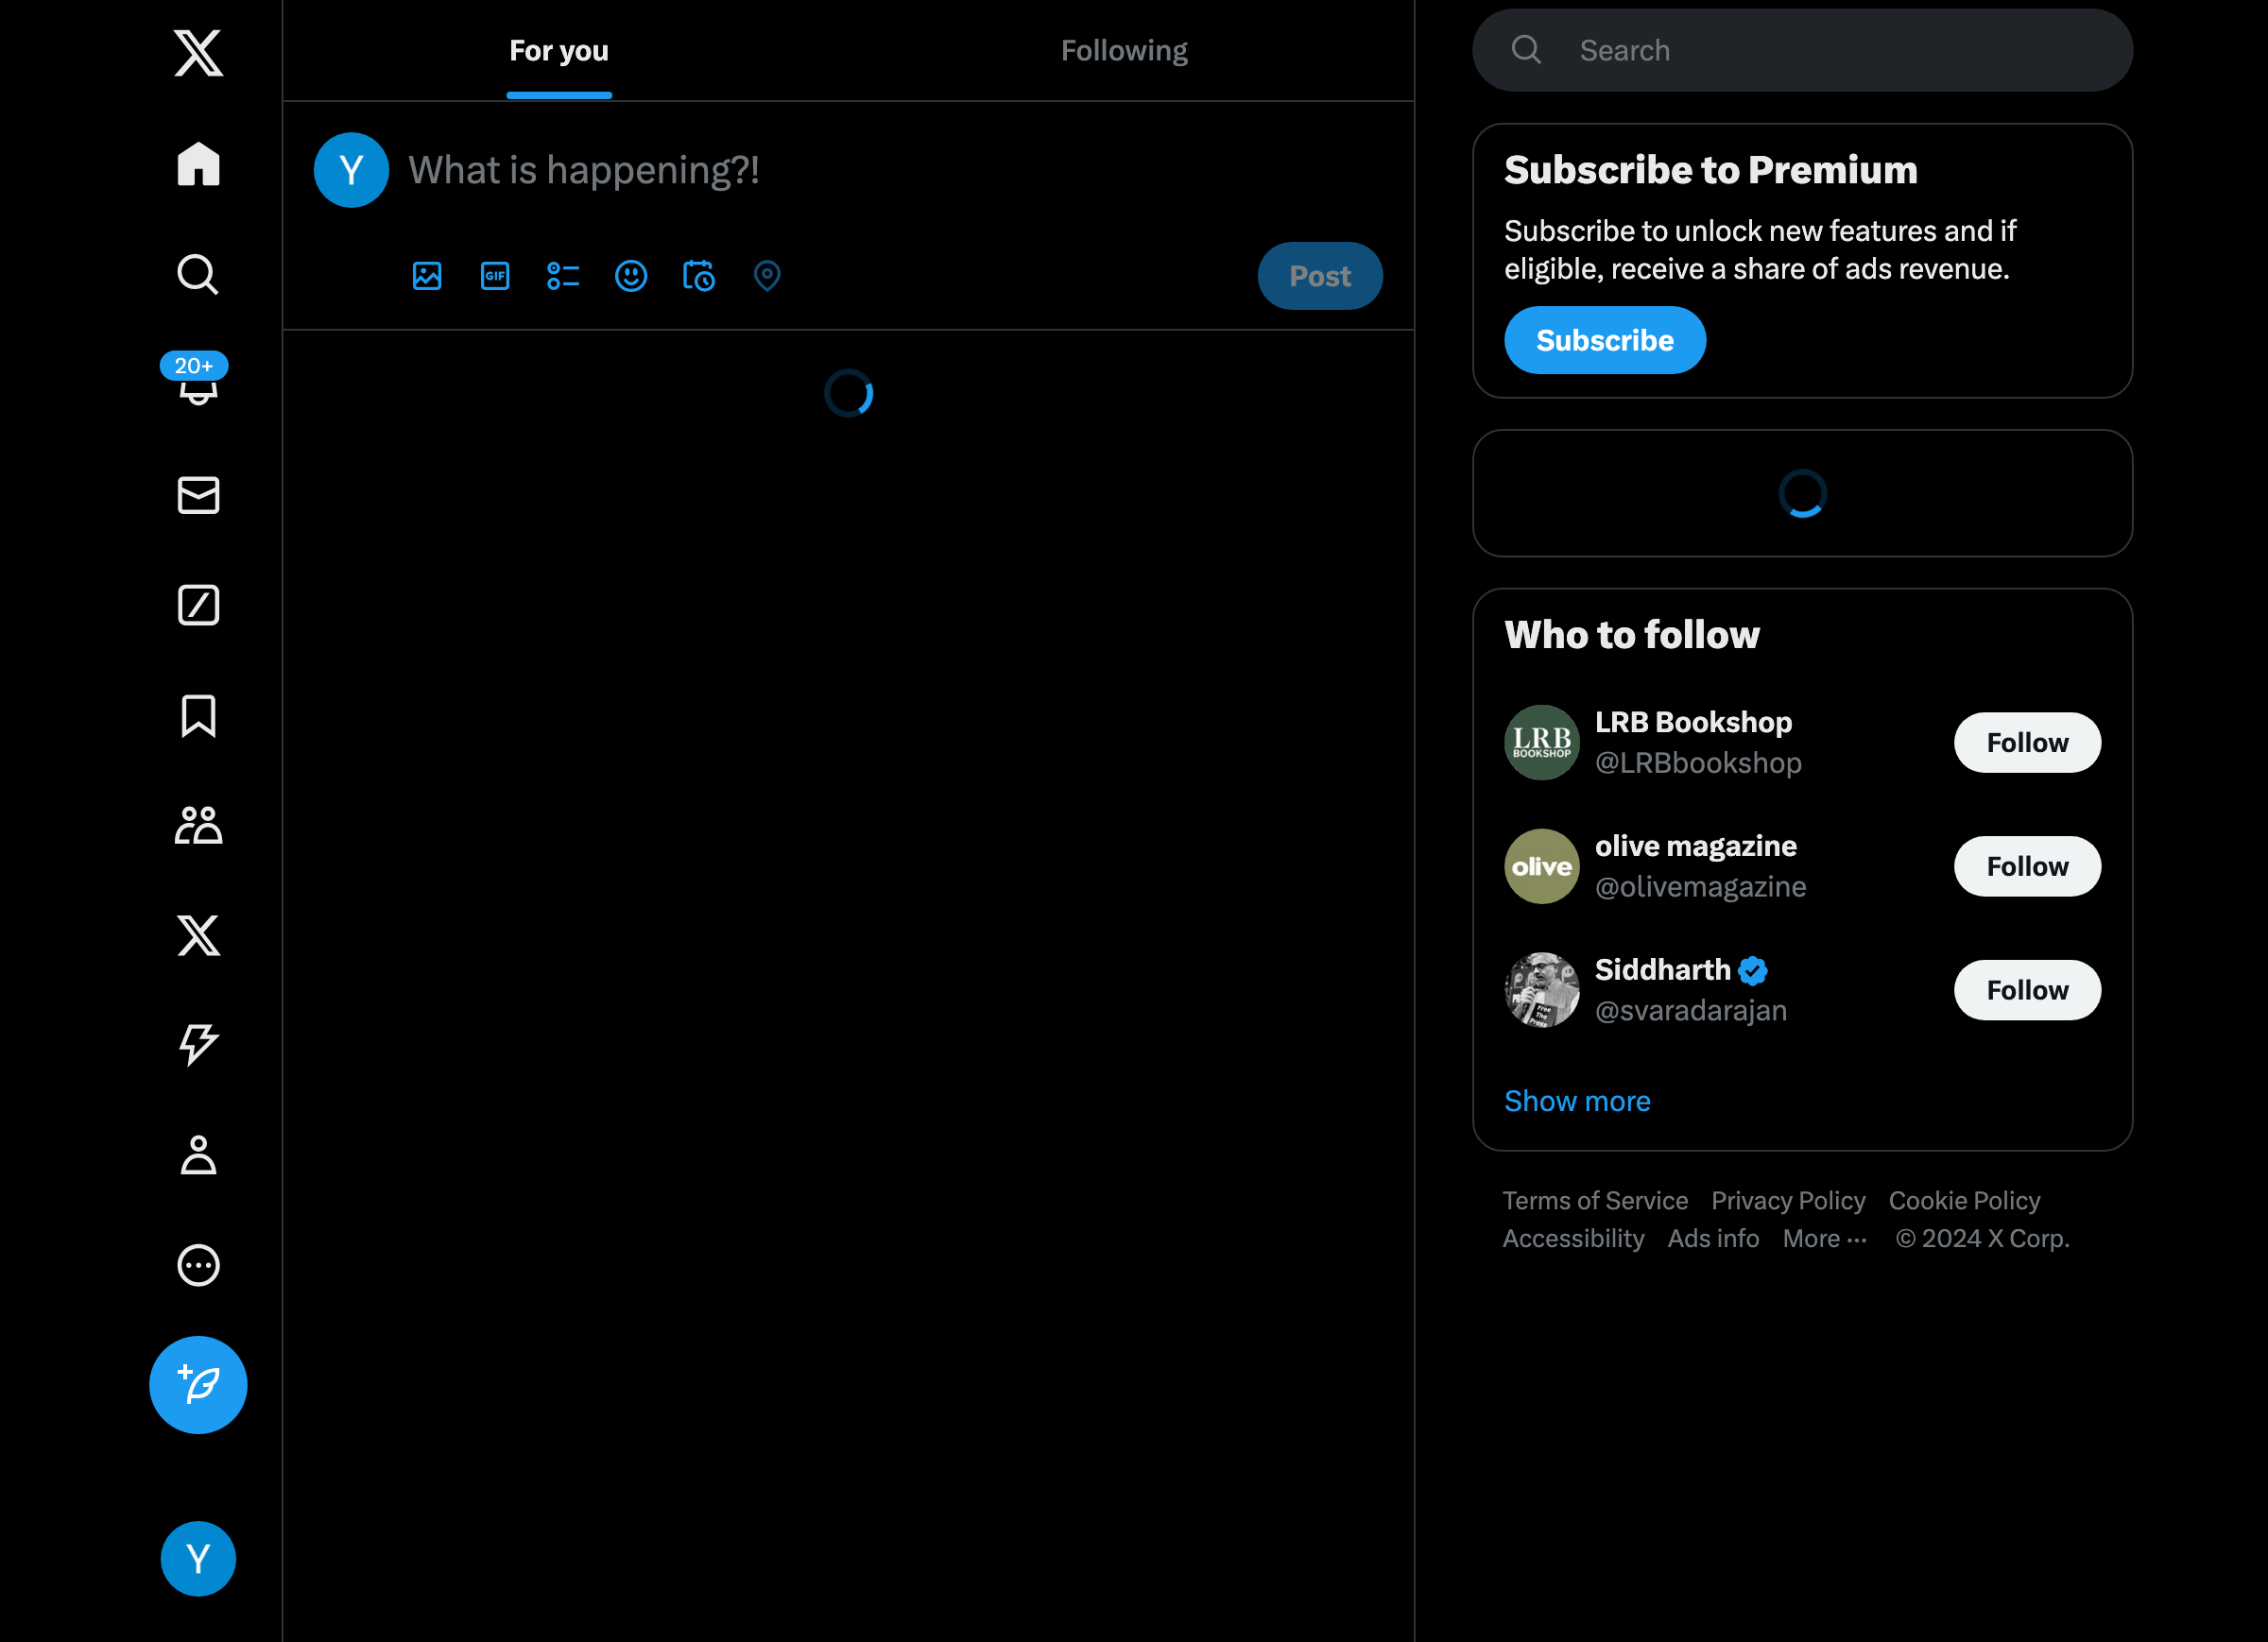 For you
Following
Search
Y
What is happening?!
GIF
Post
20+
Subscribe to Premium
Subscribe to unlock new features and if
eligible, receive a share of ads revenue.
Subscribe
Who to follow
LRB
BOOKSHOP
LRB Bookshop
@LRBbookshop
Follow
olive
olive magazine
@olivemagazine
Follow
Free
The
Press
Siddharth
@svaradarajan
Follow
Show more
Terms of Service Privacy Policy Cookie Policy
Accessibility Ads info More ··· © 2024 X Corp.
Y